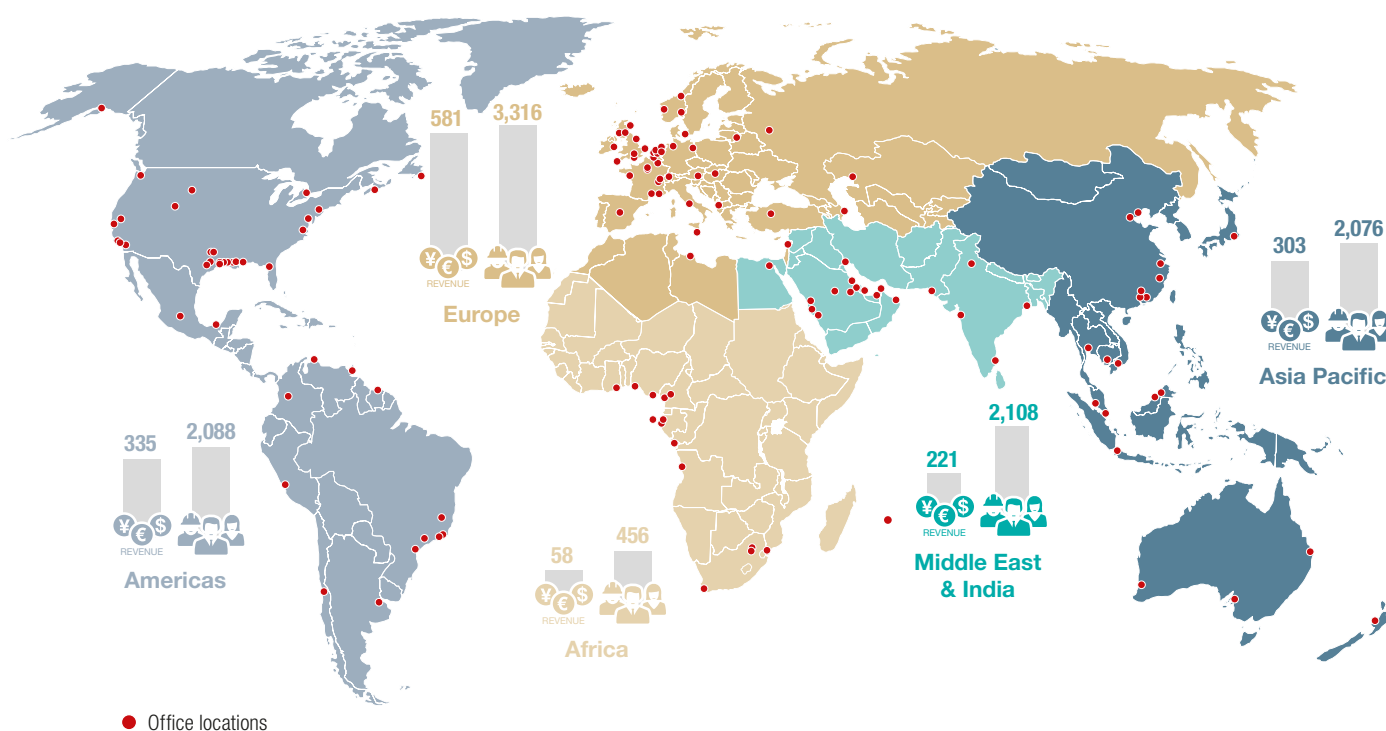 581
3,316
¥ € $
REVENUE
Europe
303
2,076
¥ € $
REVENUE
Asia Pacific
335
2,088
¥ € $
REVENUE
Americas
221
2,108
¥ € $
REVENUE
Middle East
& India
58
456
¥ € $
REVENUE
Africa
Office locations